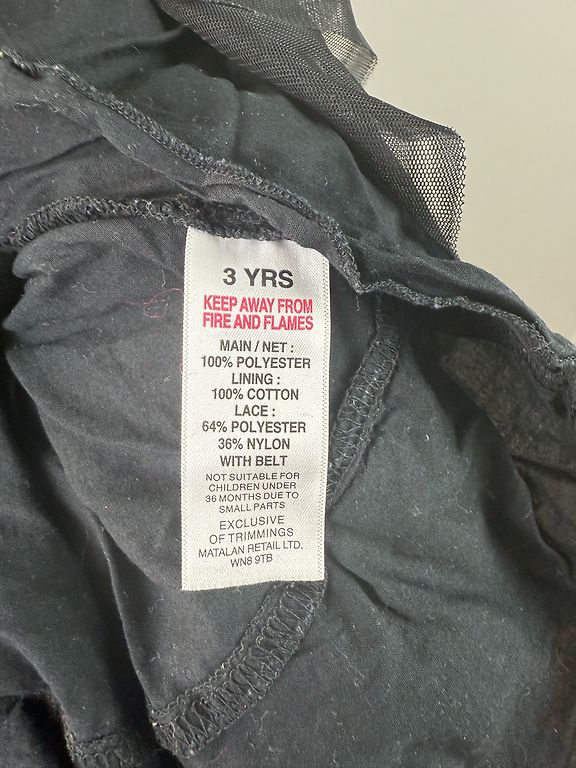 3 YRS
KEEP AWAY FROM
FIRE AND FLAMES
MAIN / NET :
100% POLYESTER
LINING :
100% COTTON
LACE :
64% POLYESTER
36% NYLON
WITH BELT
NOT SUITABLE FOR
CHILDREN UNDER
36 MONTHS DUE TO
SMALL PARTS
EXCLUSIVE
OF TRIMMINGS
MATALAN RETAIL LTD.
WN8 9TB